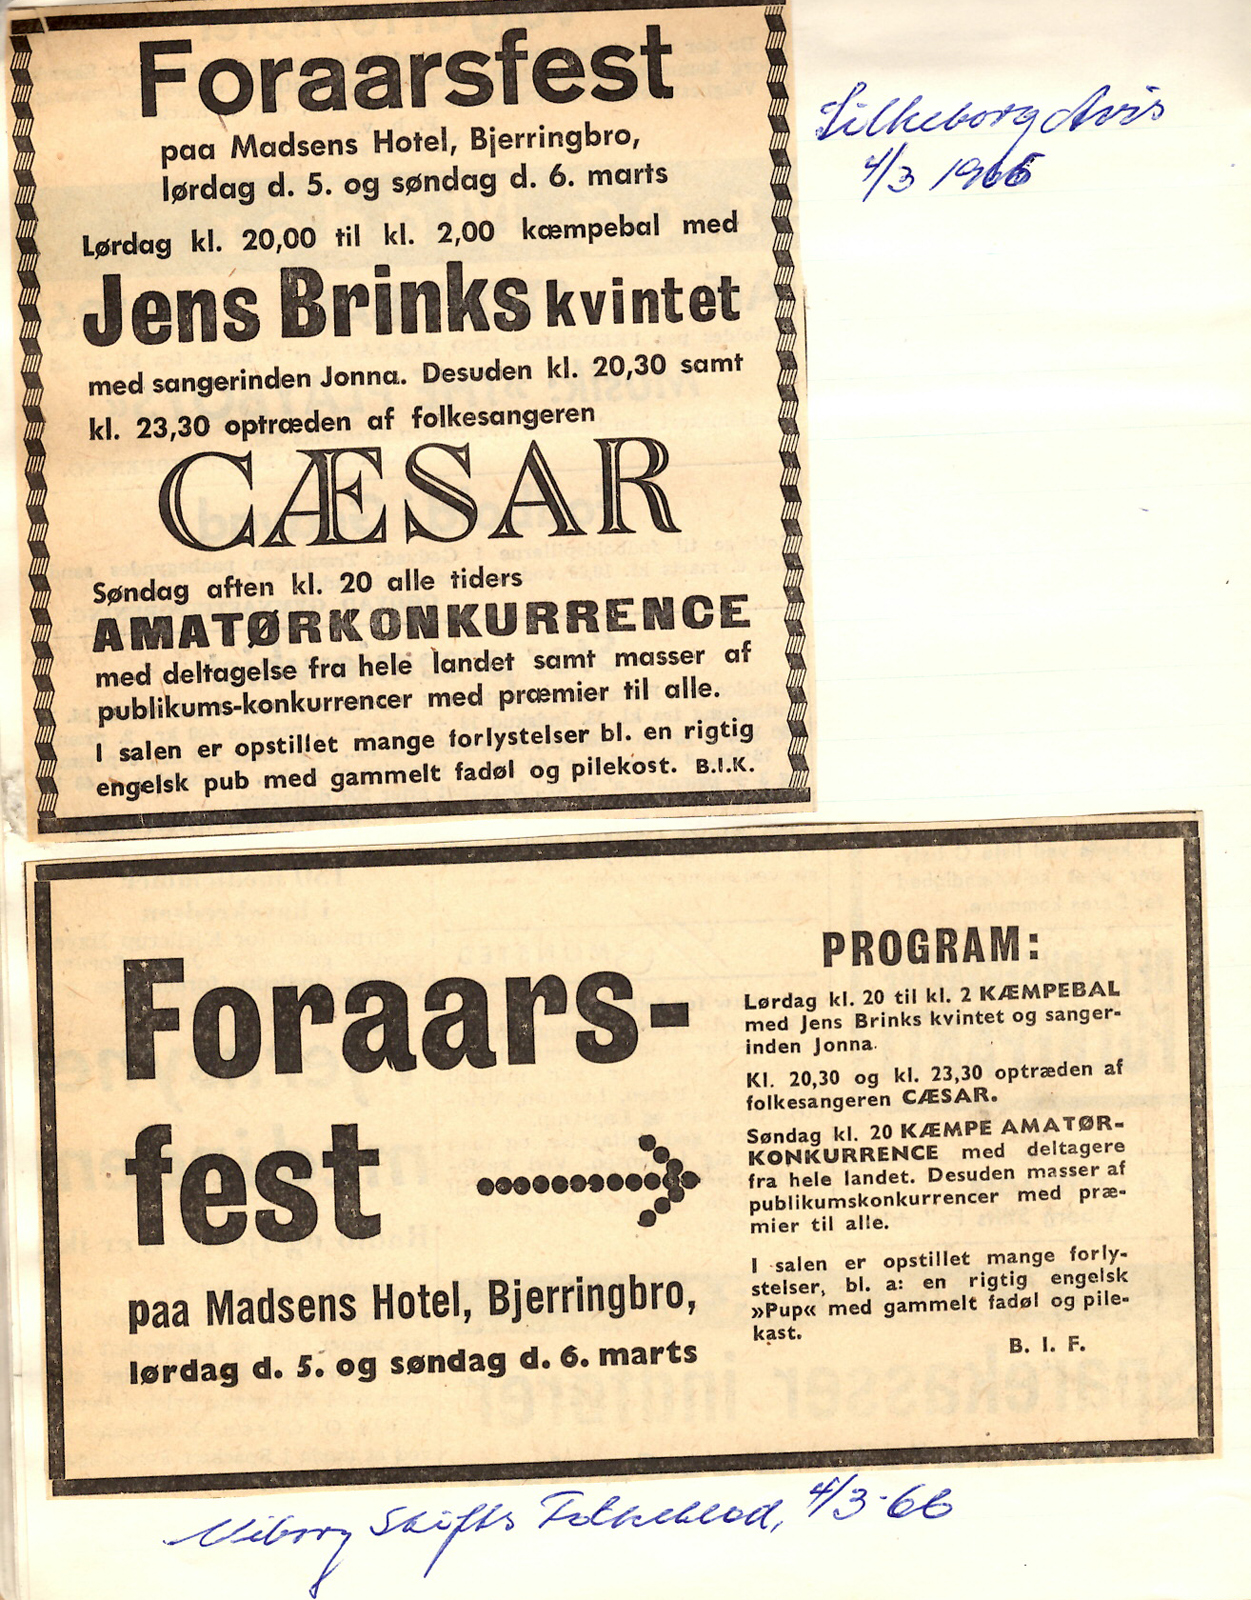 Foraarsfest
paa Madsens Hotel, Bjerringbro,
lørdag d. 5. og søndag d. 6. marts
Lørdag kl. 20,00 til kl. 2,00 kæmpebal med
Jens Brinks kvintet
med sangerinden Jonna. Desuden kl. 20,30 samt
kl. 23,30 optræden af folkesangeren
CÆSAR
Søndag aften kl. 20 alle tiders
AMATØRKONKURRENCE
med deltagelse fra hele landet samt masser af
publikums-konkurrencer med præmier til alle.
I salen er opstillet mange forlystelser bl. en rigtig
engelsk pub med gammelt fadøl og pilekost. B.I.K.
Silkeborg Avis
4/3 1966
Foraars-
fest
paa Madsens Hotel, Bjerringbro,
lørdag d. 5. og søndag d. 6. marts
PROGRAM:
Lørdag kl. 20 til kl. 2 KÆMPEBAL
med Jens Brinks kvintet og sanger-
inden Jonna.
Kl. 20,30 og kl. 23,30 optræden af
folkesangeren CÆSAR.
Søndag kl. 20 KÆMPE AMATØR-
KONKURRENCE med deltagere
fra hele landet. Desuden masser af
publikumskonkurrencer med præ-
mier til alle.
I salen er opstillet mange forly-
stelser, bl. a: en rigtig engelsk
»Pup« med gammelt fadøl og pile-
kast.
B. I. F.
Viborg Stifts Folkeblad, 4/3-66